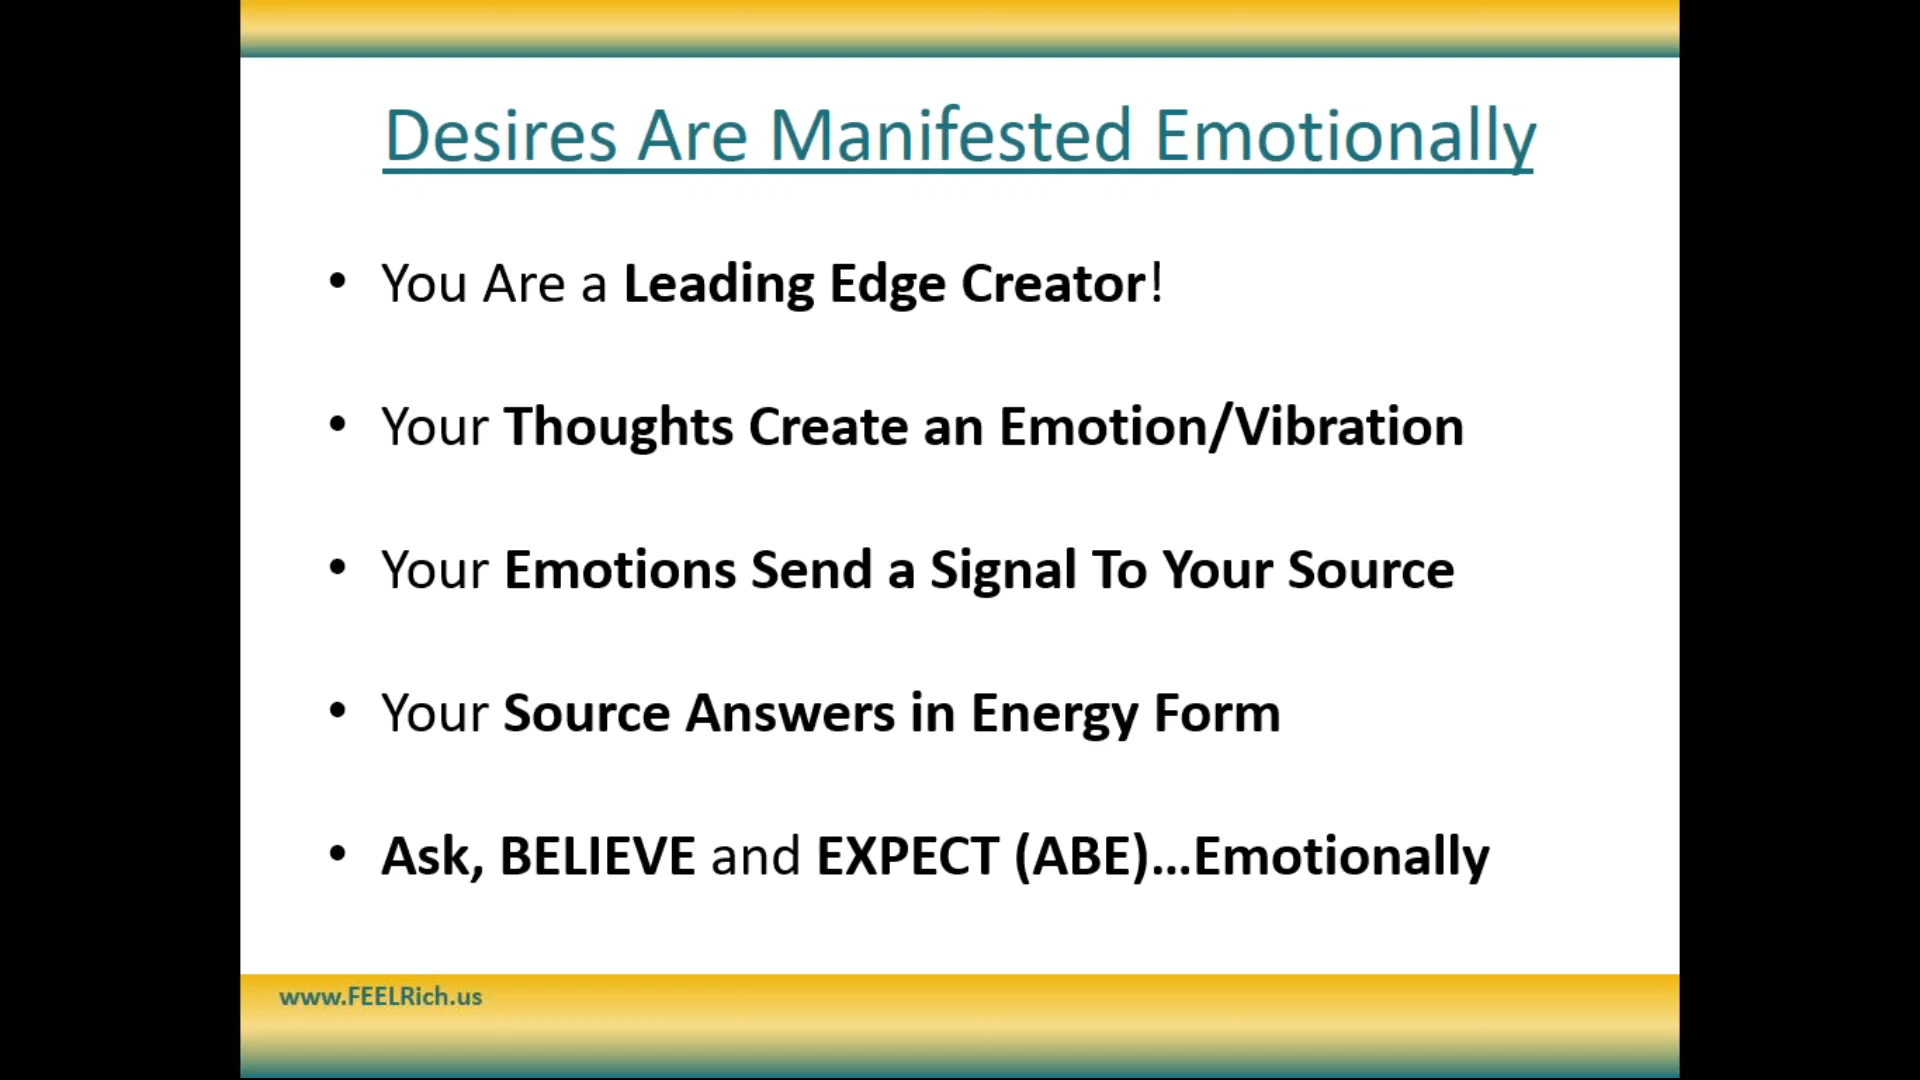 Desires Are Manifested Emotionally
• You Are a Leading Edge Creator!
• Your Thoughts Create an Emotion/Vibration
• Your Emotions Send a Signal To Your Source
• Your Source Answers in Energy Form
• Ask, BELIEVE and EXPECT (ABE)...Emotionally
www.FEELRich.us